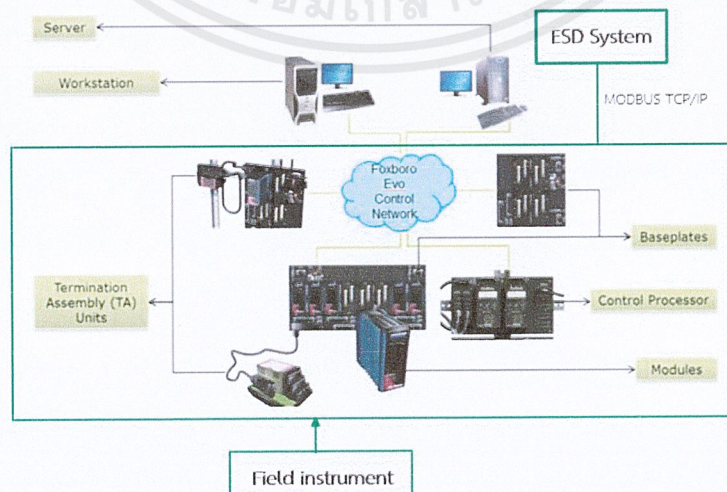 Server
ESD System
Workstation
MODBUS TCP/IP
Foxboro
Evo
Control
Network
Baseplates
Termination
Assembly (TA)
Units
Control Processor
Modules
Field instrument